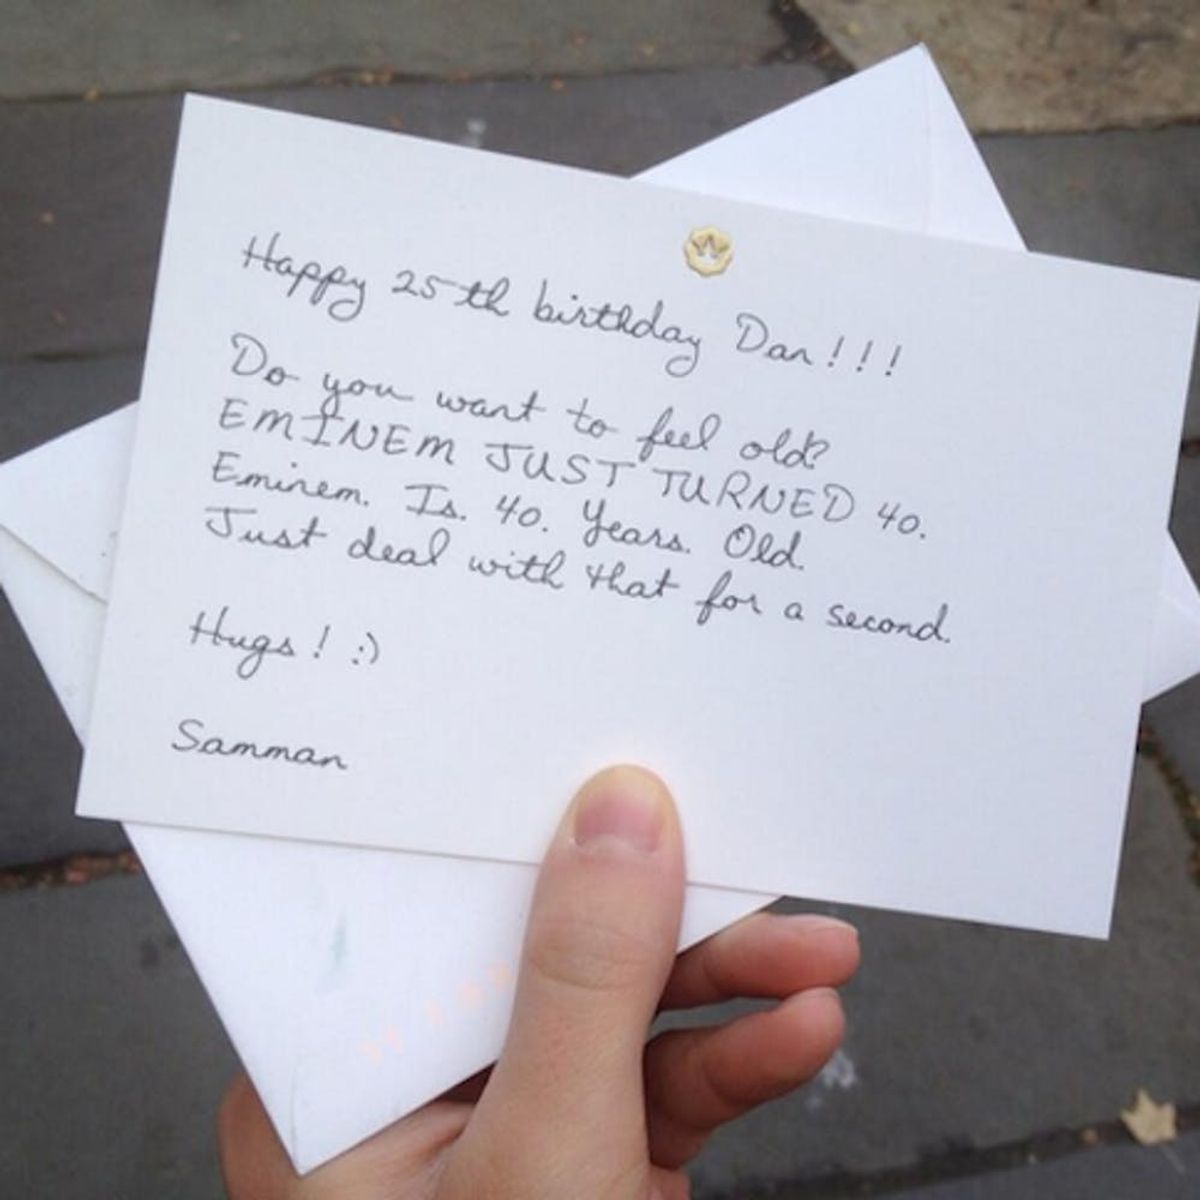 Happy 25th birthday Dan!!!
Do you want to feel old?
EMINEM JUST TURNED 40.
Eminem. Is. 40. Years. Old.
Just deal with that for a second.
Hugs! :)
Samman